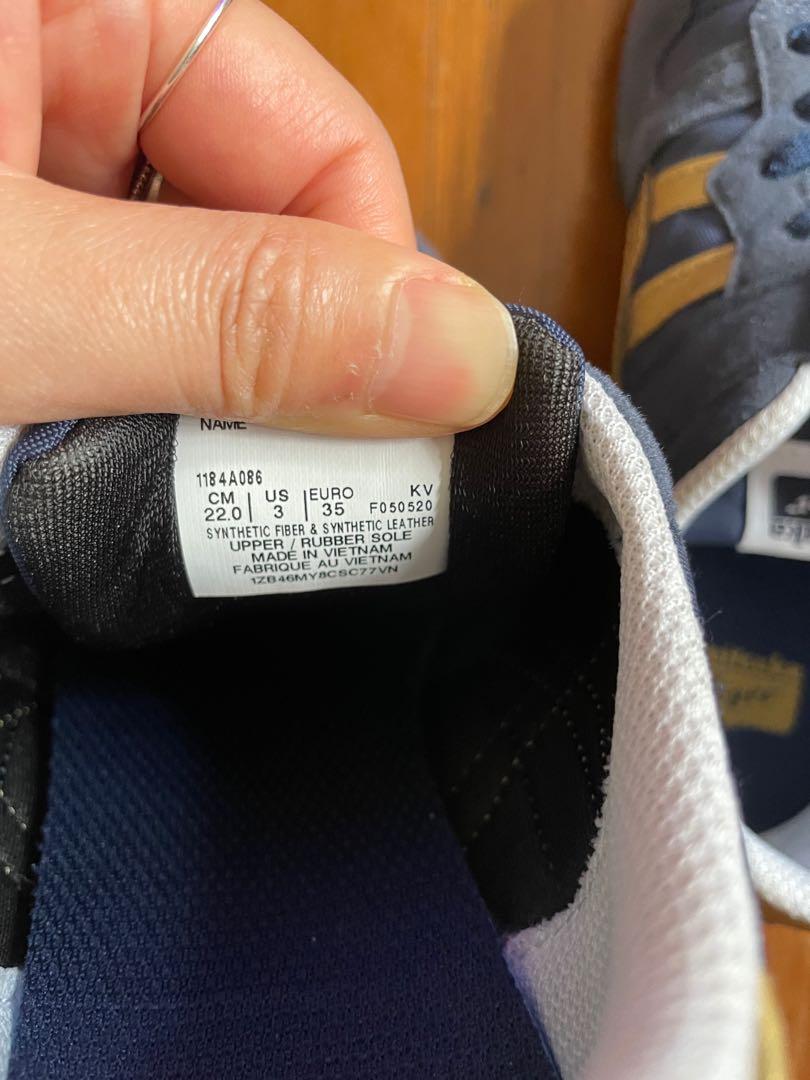 NAME
1184A086
CM US EURO KV
22.0 3 35 F050520
SYNTHETIC FIBER & SYNTHETIC LEATHER
UPPER / RUBBER SOLE
MADE IN VIETNAM
FABRIQUE AU VIETNAM
1ZB46MY8CSC77VN